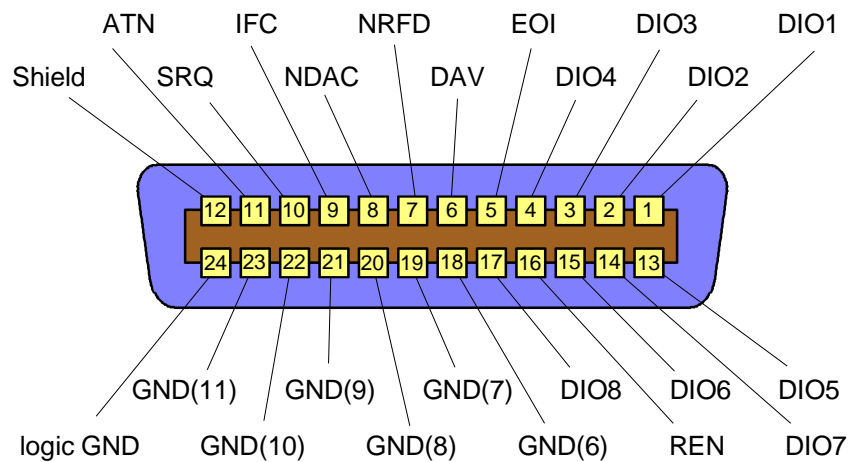 ATN IFC NRFD EOI DIO3 DIO1
Shield SRQ NDAC DAV DIO4 DIO2
12 11 10 9 8 7 6 5 4 3 2 1
24 23 22 21 20 19 18 17 16 15 14 13
GND(11) GND(9) GND(7) DIO8 DIO6 DIO5
logic GND GND(10) GND(8) GND(6) REN DIO7